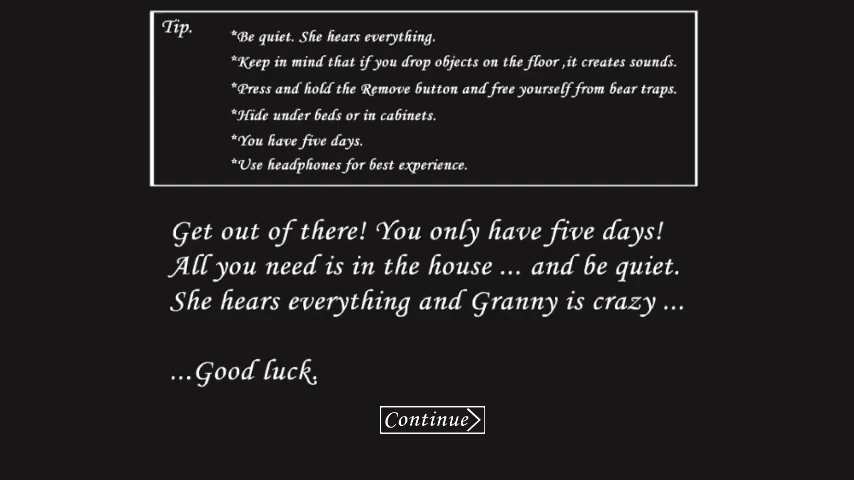 Tip.
*Be quiet. She hears everything.
*Keep in mind that if you drop objects on the floor ,it creates sounds.
*Press and hold the Remove button and free yourself from bear traps.
*Hide under beds or in cabinets.
*You have five days.
*Use headphones for best experience.
Get out of there! You only have five days!
All you need is in the house ... and be quiet.
She hears everything and Granny is crazy ...
...Good luck.
Continue>